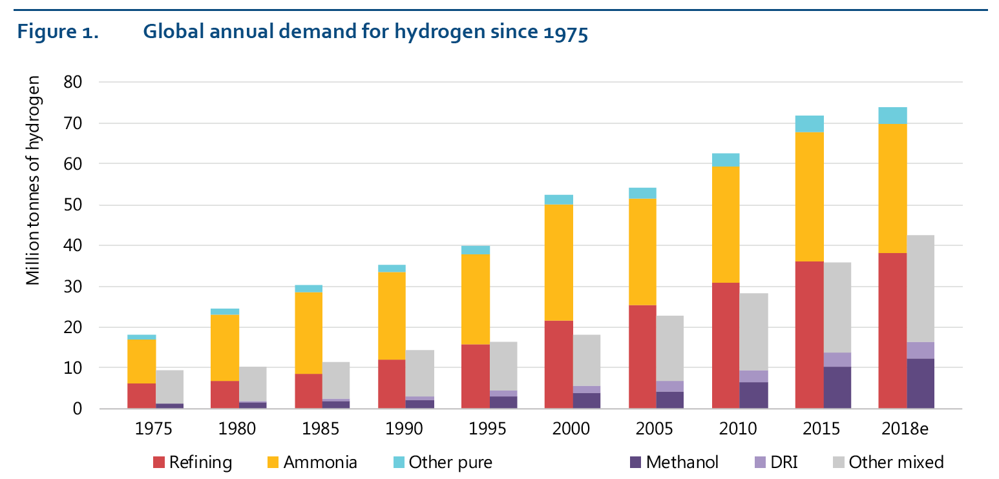 Figure 1. Global annual demand for hydrogen since 1975
Million tonnes of hydrogen
80
70
60
50
40
30
20
10
0
1975 1980 1985 1990 1995 2000 2005 2010 2015 2018e
Refining Ammonia Other pure Methanol DRI Other mixed